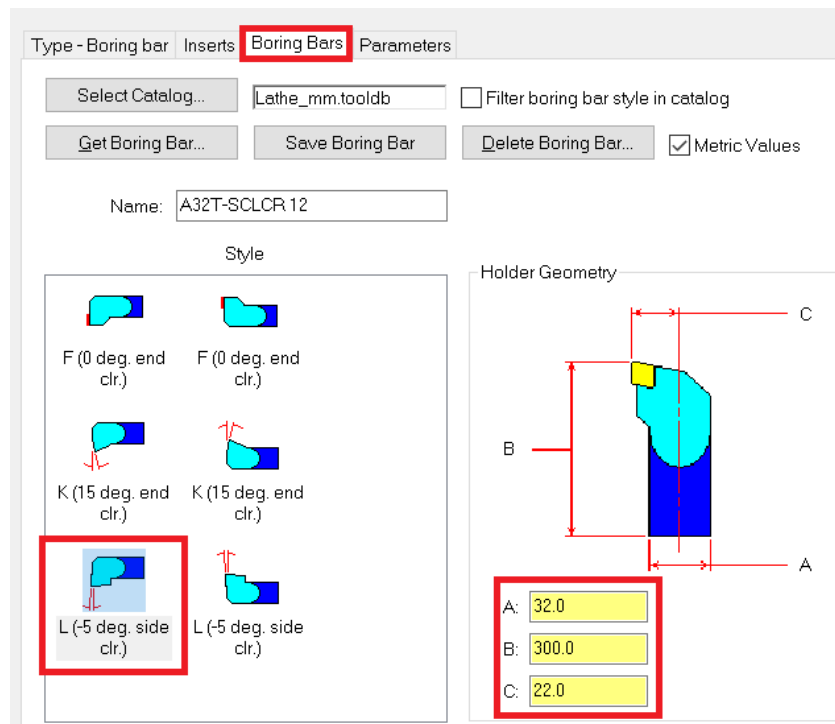 Type - Boring bar Inserts Boring Bars Parameters
Select Catalog... Lathe_mm.tooldb Filter boring bar style in catalog
Get Boring Bar... Save Boring Bar Delete Boring Bar... Metric Values
Name: A32T-SCLCR 12
Style
Holder Geometry
C
F (0 deg. end
clr.)
F (0 deg. end
clr.)
B
K (15 deg. end
clr.)
K (15 deg. end
clr.)
A
L (-5 deg. side
clr.)
L (-5 deg. side
clr.)
A: 32.0
B: 300.0
C: 22.0